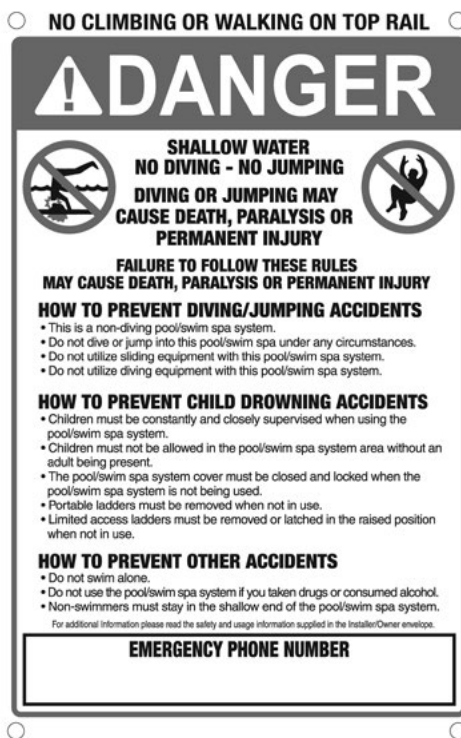 NO CLIMBING OR WALKING ON TOP RAIL
DANGER
SHALLOW WATER
NO DIVING - NO JUMPING
DIVING OR JUMPING MAY
CAUSE DEATH, PARALYSIS OR
PERMANENT INJURY
FAILURE TO FOLLOW THESE RULES
MAY CAUSE DEATH, PARALYSIS OR PERMANENT INJURY
HOW TO PREVENT DIVING/JUMPING ACCIDENTS
• This is a non-diving pool/swim spa system.
• Do not dive or jump into this pool/swim spa under any circumstances.
• Do not utilize sliding equipment with this pool/swim spa system.
• Do not utilize diving equipment with this pool/swim spa system.
HOW TO PREVENT CHILD DROWNING ACCIDENTS
• Children must be constantly and closely supervised when using the
pool/swim spa system.
• Children must not be allowed in the pool/swim spa system area without an
adult being present.
• The pool/swim spa system cover must be closed and locked when the
pool/swim spa system is not being used.
• Portable ladders must be removed when not in use.
• Limited access ladders must be removed or latched in the raised position
when not in use.
HOW TO PREVENT OTHER ACCIDENTS
• Do not swim alone.
• Do not use the pool/swim spa system if you taken drugs or consumed alcohol.
• Non-swimmers must stay in the shallow end of the pool/swim spa system.
For additional Information please read the safety and usage information supplied in the Installer/Owner envelope.
EMERGENCY PHONE NUMBER